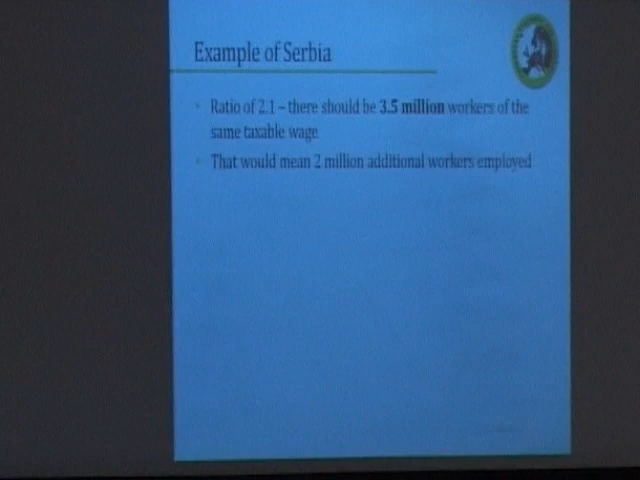 Example of Serbia
Ratio of 2.1 – there should be 3.5 million workers of the
same taxable wage
That would mean 2 million additional workers employed